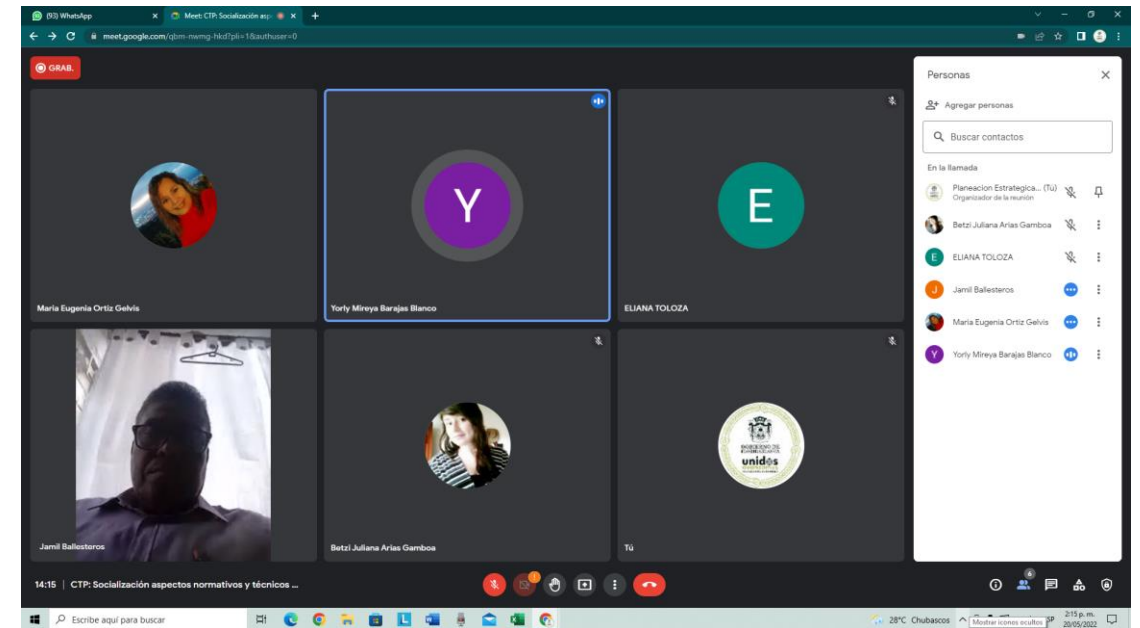 (93) WhatsApp
Meet: CTP: Socialización asp
meet.google.com/qbm-nwmg-hkd?pli=1&authuser=0
GRAB.
Maria Eugenia Ortiz Gelvis
Y
Yorly Mireya Barajas Blanco
E
ELIANA TOLOZA
Jamil Ballesteros
Betzi Juliana Arias Gamboa
unidos
Tú
Personas
Agregar personas
Buscar contactos
En la llamada
Planeacion Estrategica... (Tú)
Organizador de la reunión
Betzi Juliana Arias Gamboa
E ELIANA TOLOZA
J Jamil Ballesteros
Maria Eugenia Ortiz Gelvis
Y Yorly Mireya Barajas Blanco
14:15 | CTP: Socialización aspectos normativos y técnicos ...
6
Escribe aquí para buscar
28°C Chubascos
Mostrar iconos ocultos
2:15 p. m.
20/05/2022